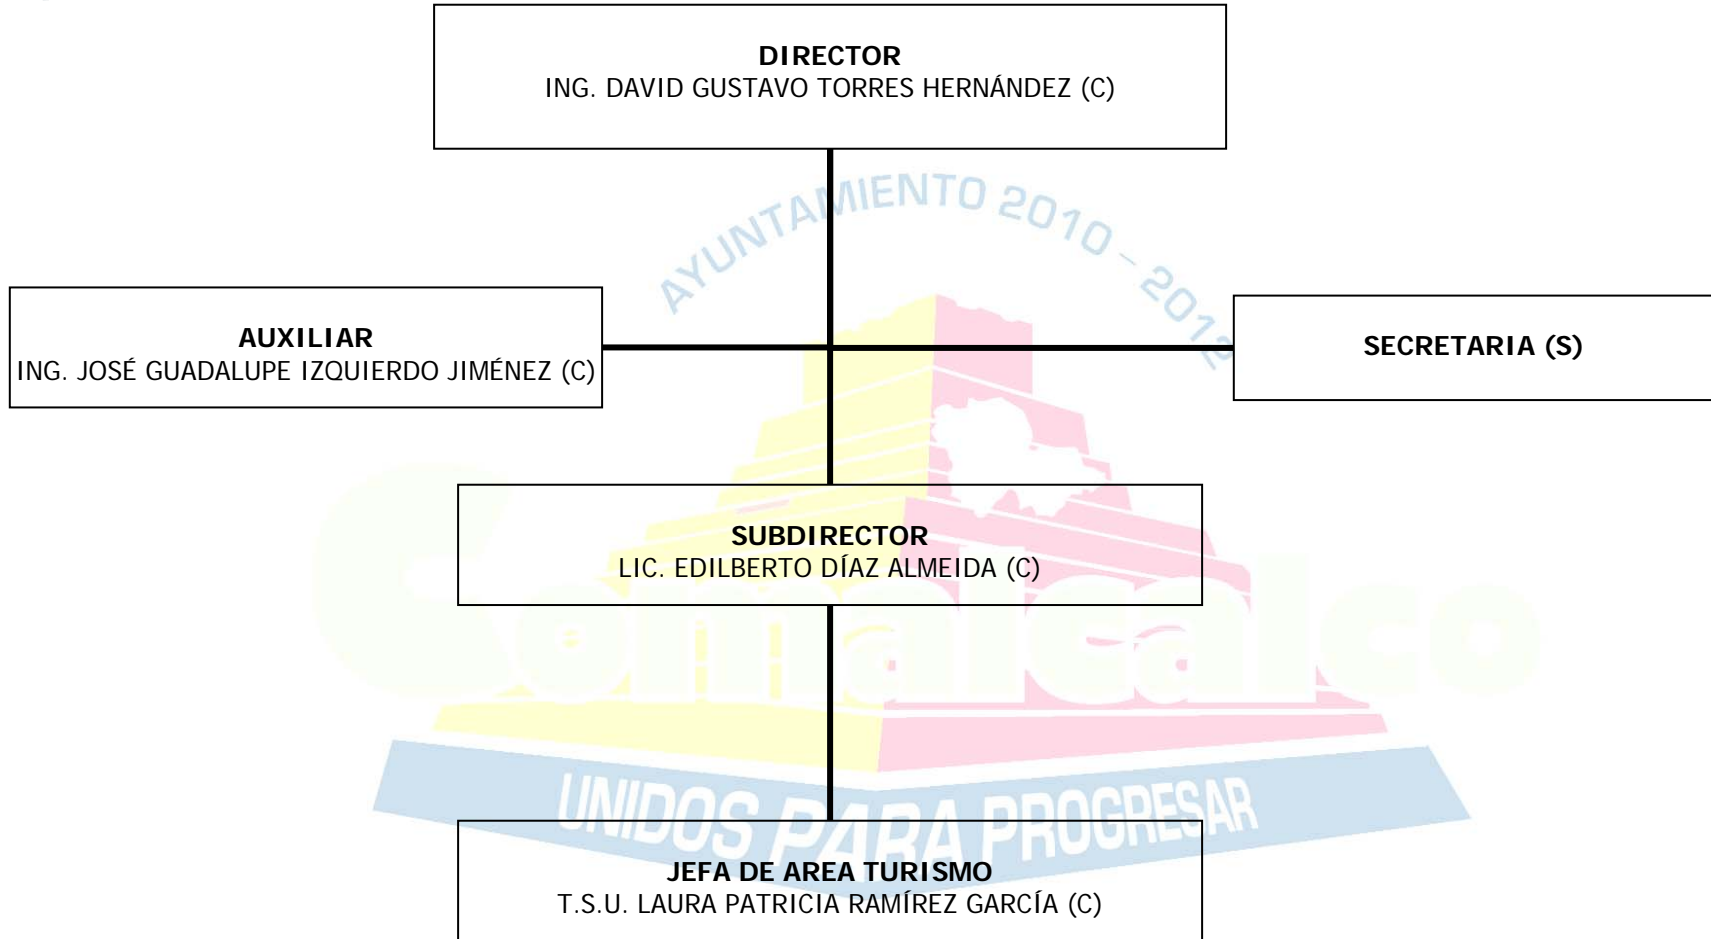 DIRECTOR
ING. DAVID GUSTAVO TORRES HERNÁNDEZ (C)
AYUNTAMIENTO 2010 - 2012
AUXILIAR
ING. JOSÉ GUADALUPE IZQUIERDO JIMÉNEZ (C)
SECRETARIA (S)
SUBDIRECTOR
LIC. EDILBERTO DÍAZ ALMEIDA (C)
Comalcalco
UNIDOS PARA PROGRESAR
JEFA DE AREA TURISMO
T.S.U. LAURA PATRICIA RAMÍREZ GARCÍA (C)